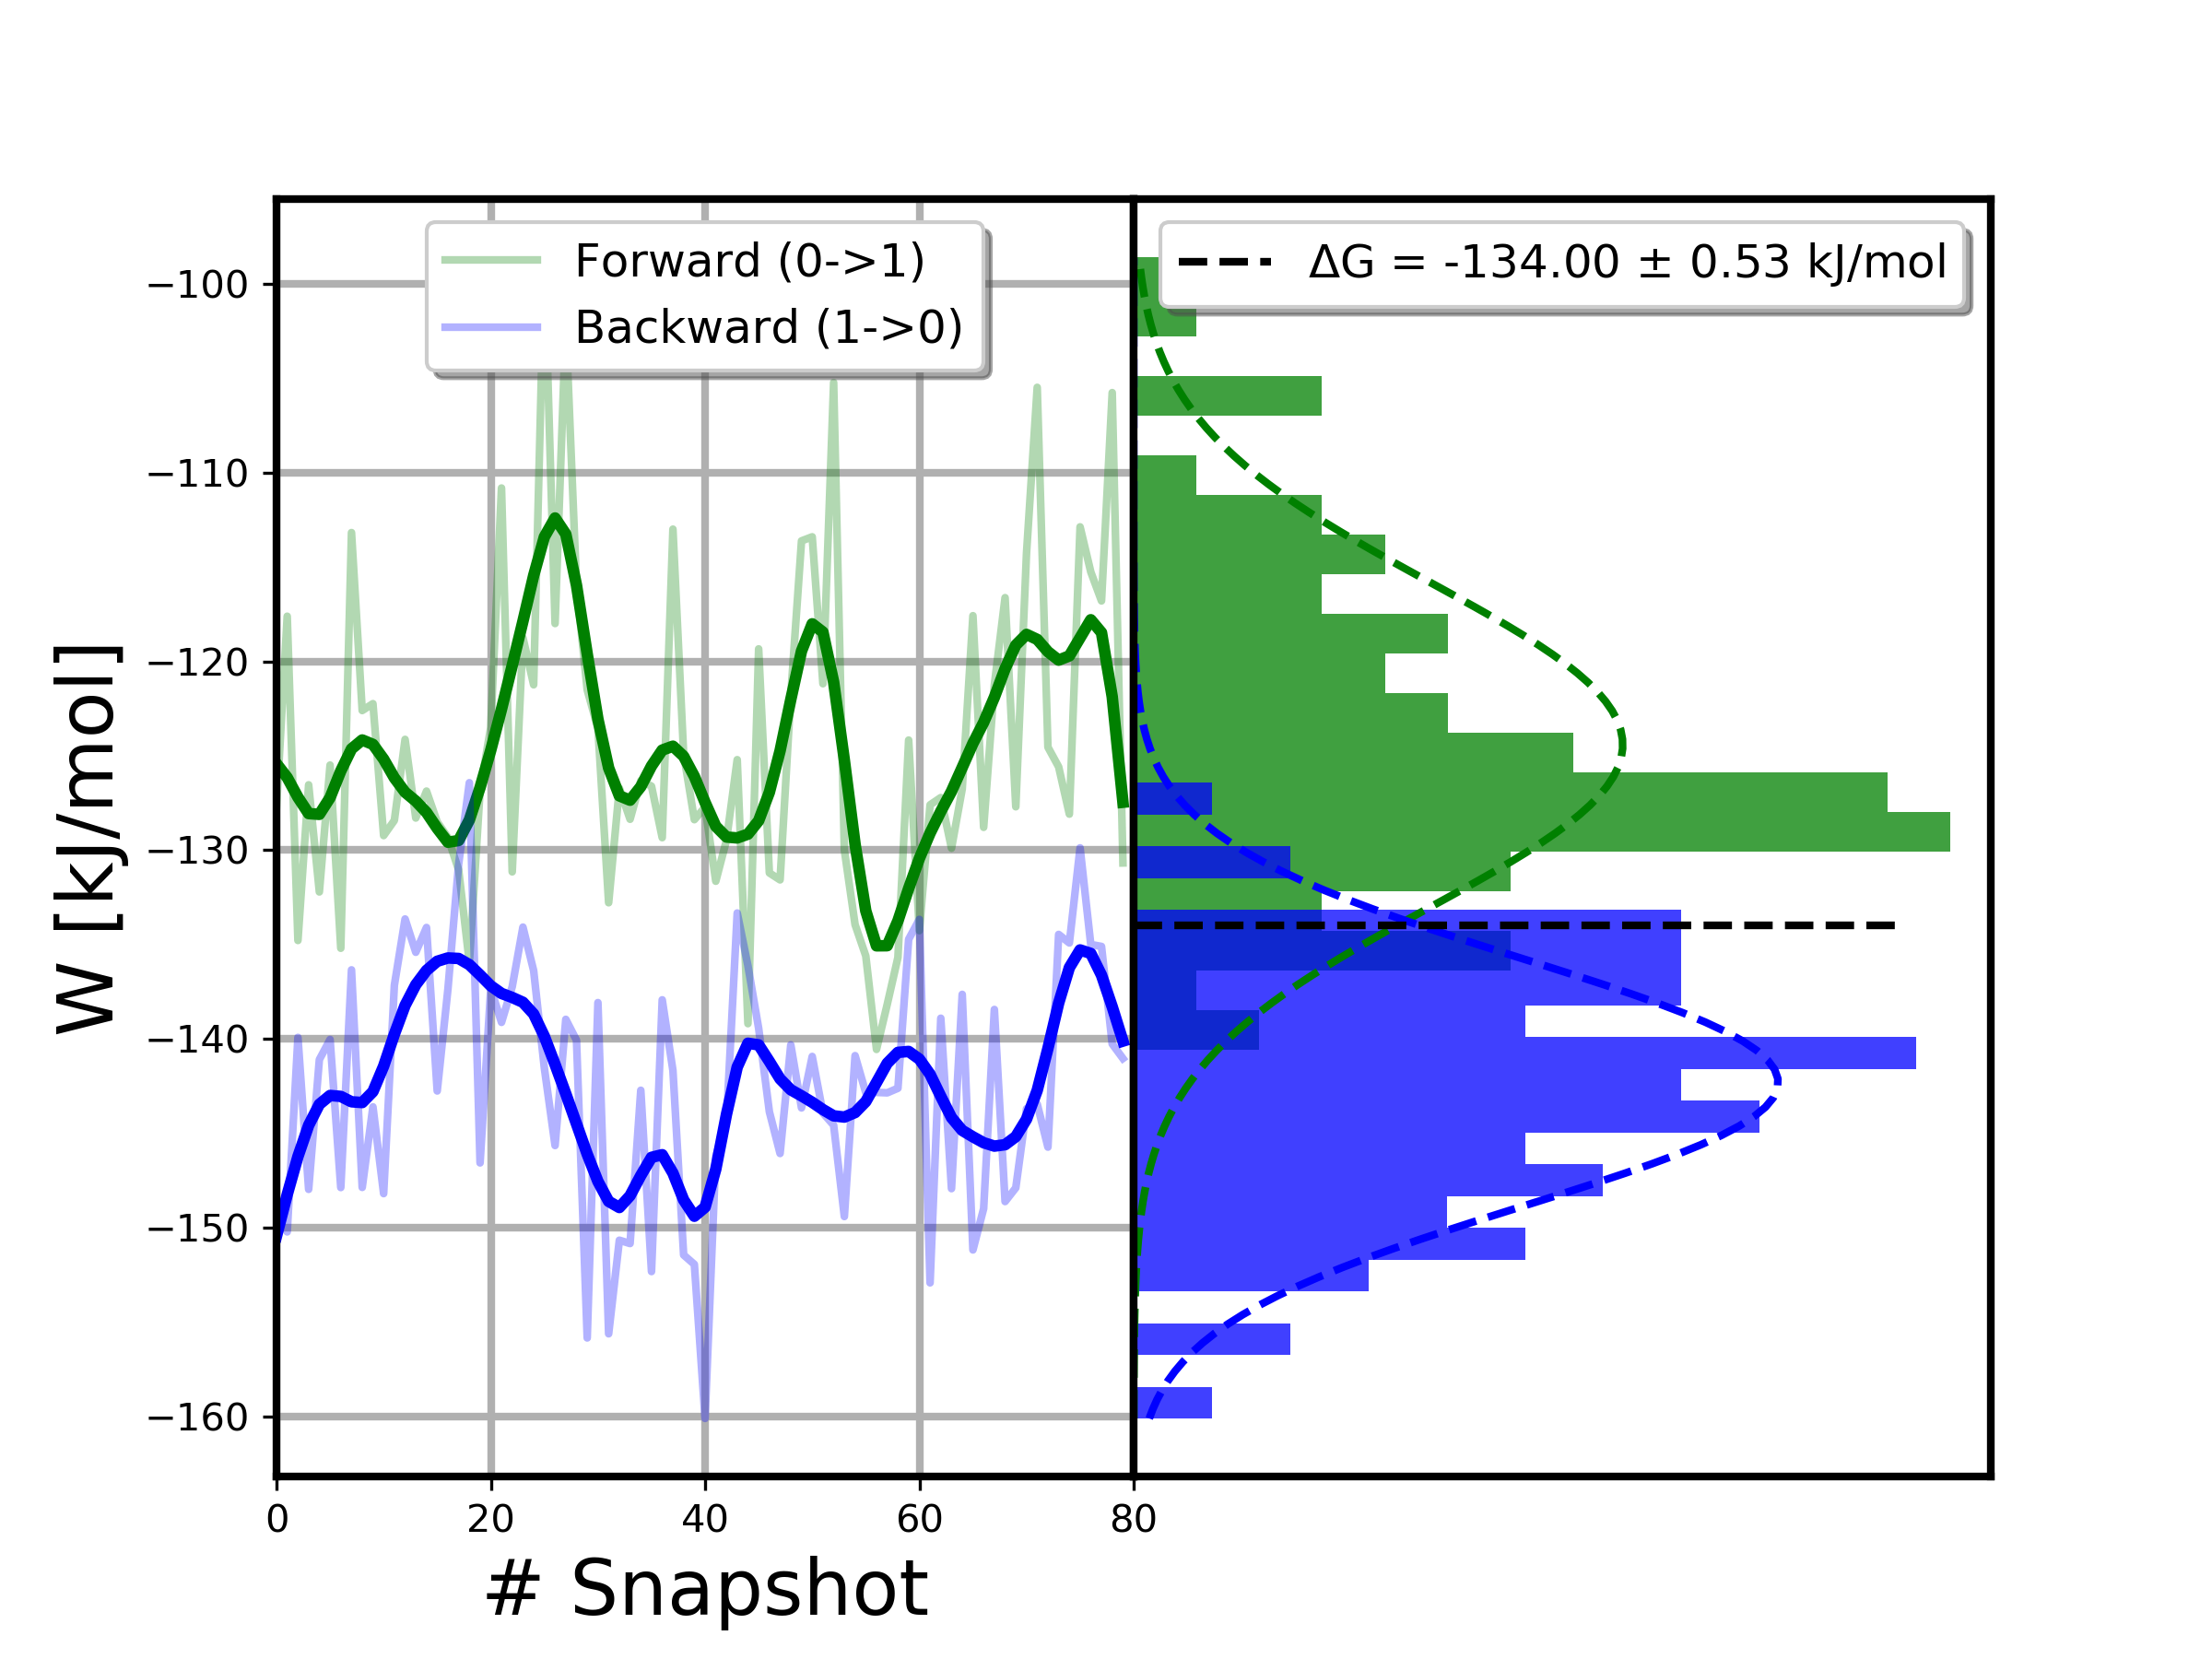 Forward (0->1)
Backward (1->0)
ΔG = -134.00 ± 0.53 kJ/mol
W [kJ/mol]
−100
−110
−120
−130
−140
−150
−160
0 20 40 60 80
# Snapshot